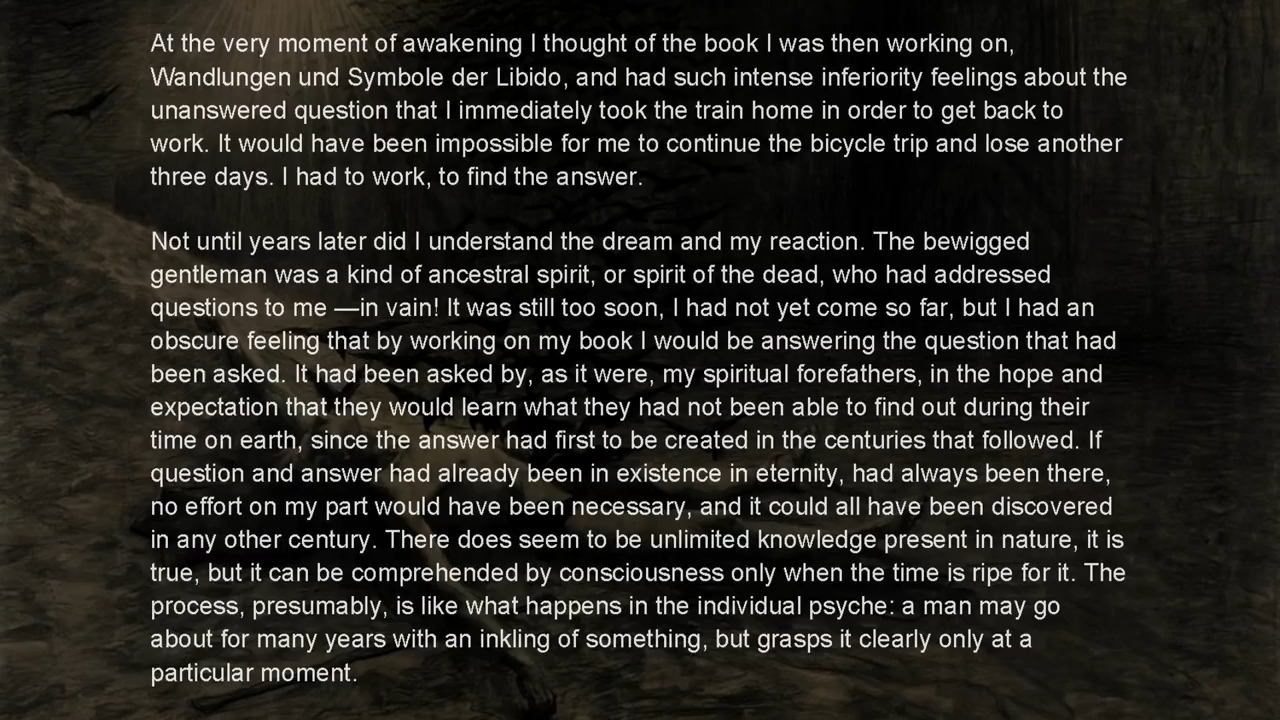 At the very moment of awakening I thought of the book I was then working on,
Wandlungen und Symbole der Libido, and had such intense inferiority feelings about the
unanswered question that I immediately took the train home in order to get back to
work. It would have been impossible for me to continue the bicycle trip and lose another
three days. I had to work, to find the answer.
Not until years later did I understand the dream and my reaction. The bewigged
gentleman was a kind of ancestral spirit, or spirit of the dead, who had addressed
questions to me —in vain! It was still too soon, I had not yet come so far, but I had an
obscure feeling that by working on my book I would be answering the question that had
been asked. It had been asked by, as it were, my spiritual forefathers, in the hope and
expectation that they would learn what they had not been able to find out during their
time on earth, since the answer had first to be created in the centuries that followed. If
question and answer had already been in existence in eternity, had always been there,
no effort on my part would have been necessary, and it could all have been discovered
in any other century. There does seem to be unlimited knowledge present in nature, it is
true, but it can be comprehended by consciousness only when the time is ripe for it. The
process, presumably, is like what happens in the individual psyche: a man may go
about for many years with an inkling of something, but grasps it clearly only at a
particular moment.